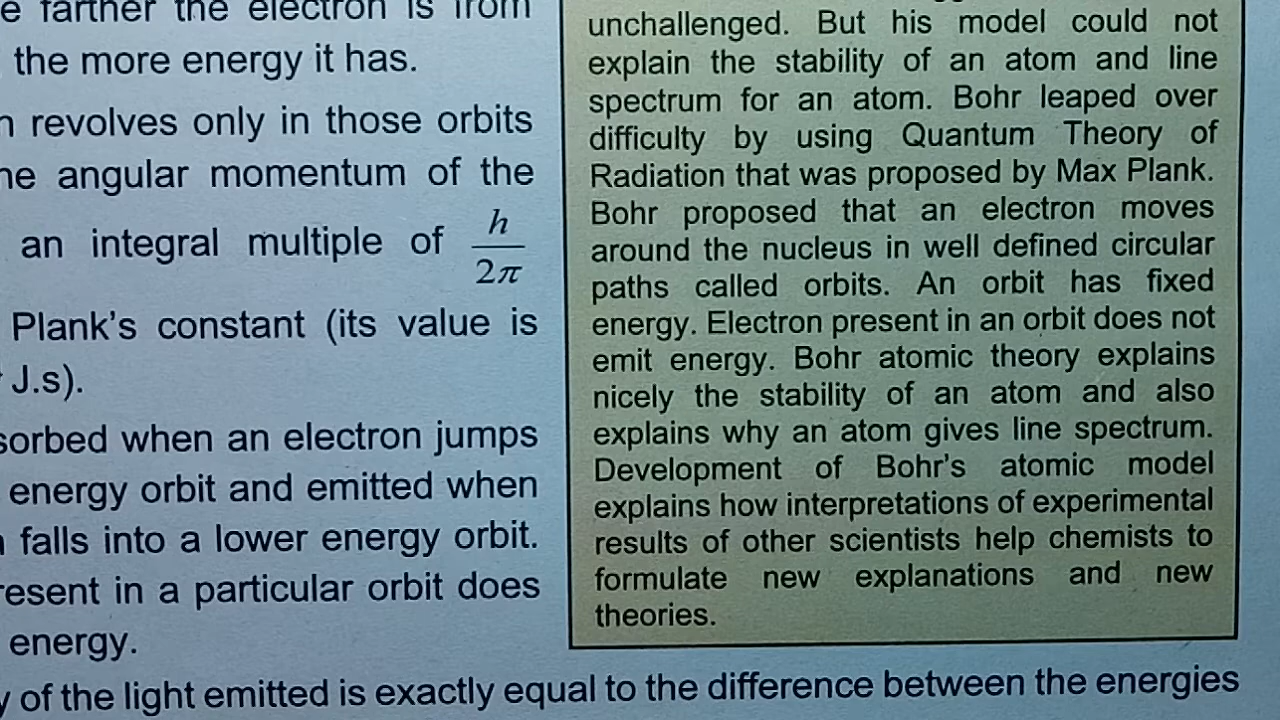 farther the electron is from
the more energy it has.
revolves only in those orbits
angular momentum of the
an integral multiple of h/2π
Plank's constant (its value is
J.s).
when an electron jumps
energy orbit and emitted when
falls into a lower energy orbit.
in a particular orbit does
energy.
unchallenged. But his model could not
explain the stability of an atom and line
spectrum for an atom. Bohr leaped over
difficulty by using Quantum Theory of
Radiation that was proposed by Max Plank.
Bohr proposed that an electron moves
around the nucleus in well defined circular
paths called orbits. An orbit has fixed
energy. Electron present in an orbit does not
emit energy. Bohr atomic theory explains
nicely the stability of an atom and also
explains why an atom gives line spectrum.
Development of Bohr's atomic model
explains how interpretations of experimental
results of other scientists help chemists to
formulate new explanations and new
theories.
of the light emitted is exactly equal to the difference between the energies